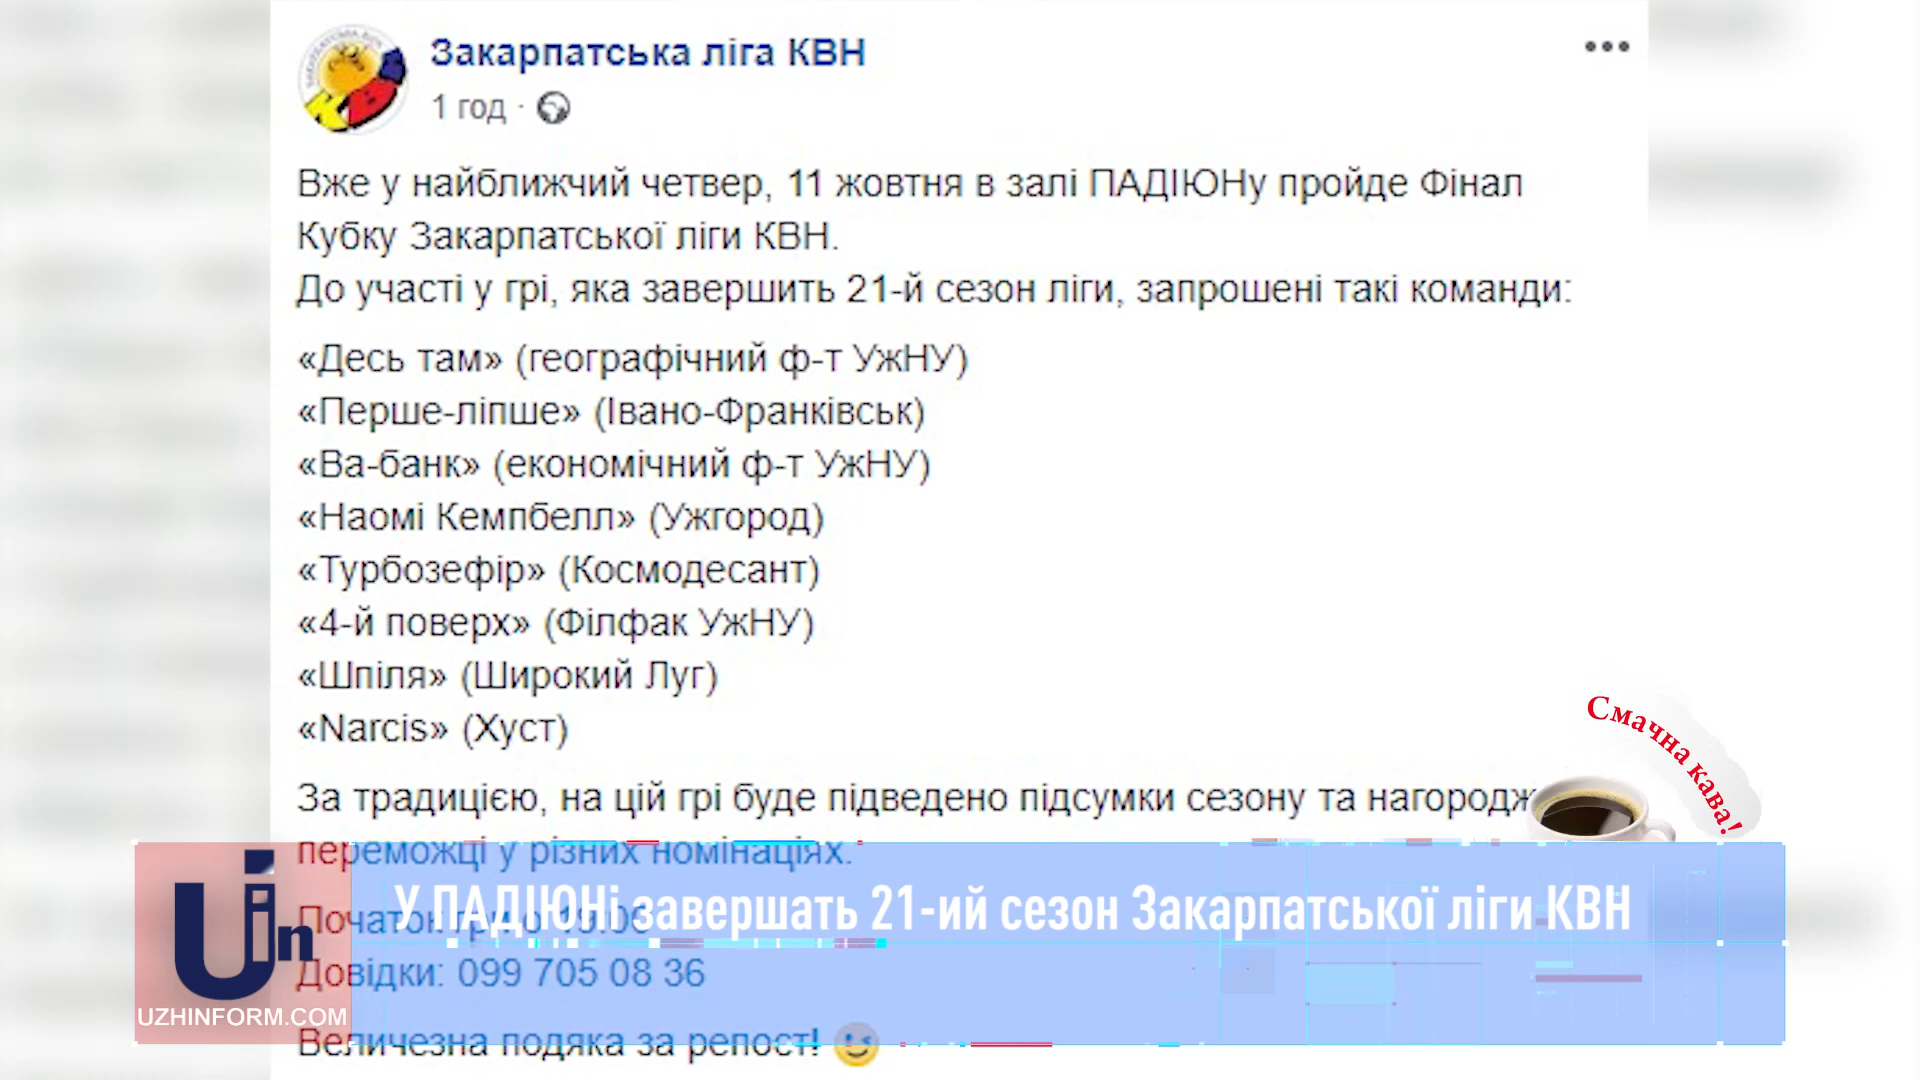 Закарпатська ліга КВН
1 год ·
Вже у найближчий четвер, 11 жовтня в залі ПАДІЮНу пройде Фінал
Кубку Закарпатської ліги КВН.
До участі у грі, яка завершить 21-й сезон ліги, запрошені такі команди:
«Десь там» (географічний ф-т УжНУ)
«Перше-ліпше» (Івано-Франківськ)
«Ва-банк» (економічний ф-т УжНУ)
«Наомі Кемпбелл» (Ужгород)
«Турбозефір» (Космодесант)
«4-й поверх» (Філфак УжНУ)
«Шпіля» (Широкий Луг)
«Narcis» (Хуст)
За традицією, на цій грі буде підведено підсумки сезону та нагородж
переможці у різних номінаціях.
Початок гри о
Довідки: 099 705 08 36
Величезна подяка за репост!
Смачна кава!
У ПАДІЮНі завершать 21-ий сезон Закарпатської ліги КВН
Uin
UZHINFORM.COM